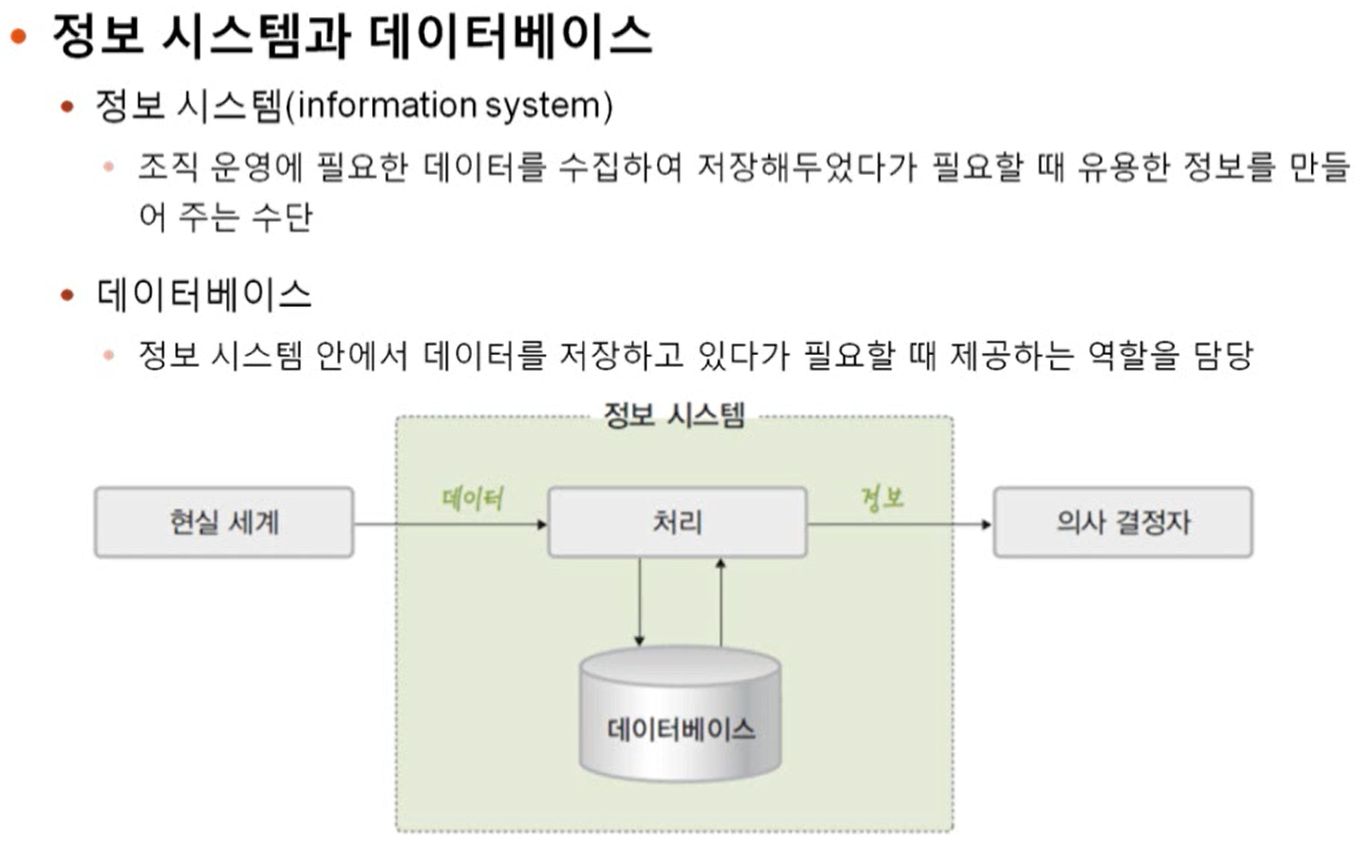 정보 시스템과 데이터베이스
정보 시스템(information system)
조직 운영에 필요한 데이터를 수집하여 저장해두었다가 필요할 때 유용한 정보를 만들
어 주는 수단
데이터베이스
정보 시스템 안에서 데이터를 저장하고 있다가 필요할 때 제공하는 역할을 담당
정보 시스템
데이터
정보
현실 세계
처리
의사 결정자
데이터베이스